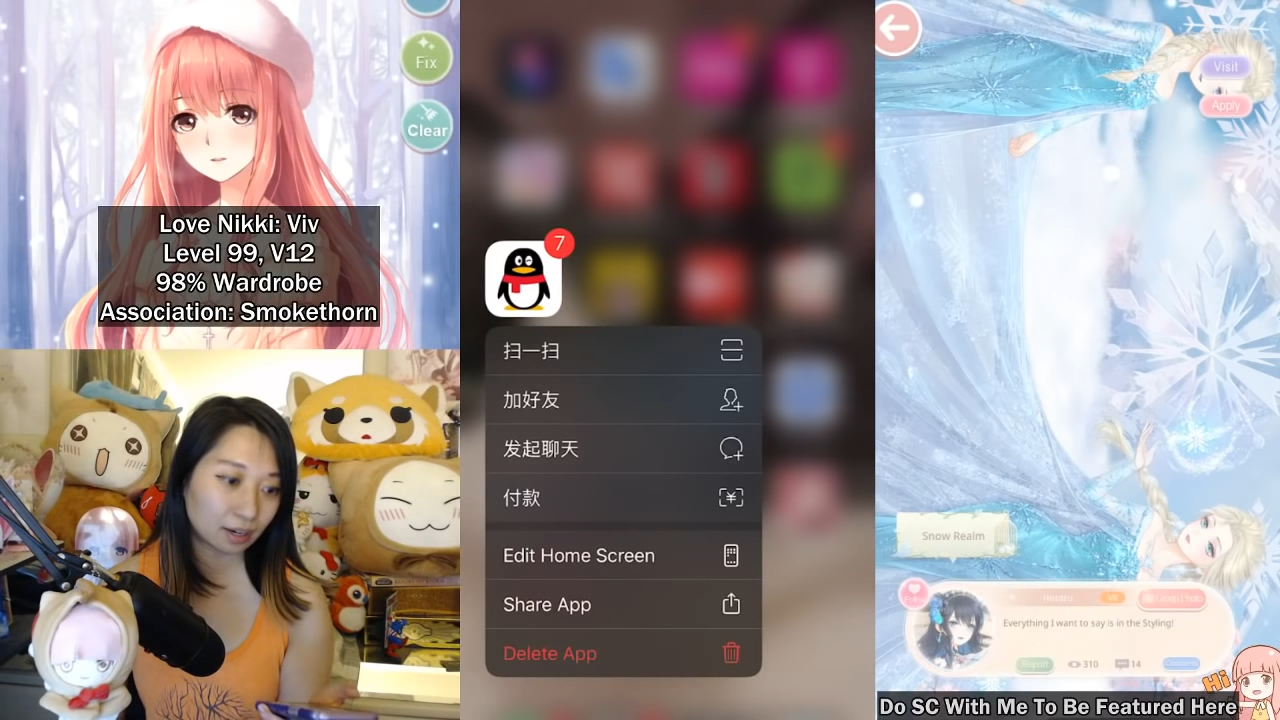 Fix
Clear
Love Nikki: Viv
Level 99, V12
98% Wardrobe
Association: Smokethorn
7
扫一扫
加好友
发起聊天
付款
Edit Home Screen
Share App
Delete App
Visit
Apply
Snow Realm
Everything I want to say is in the Styling!
Report
310
14
Comment
Hi
Do SC With Me To Be Featured Here